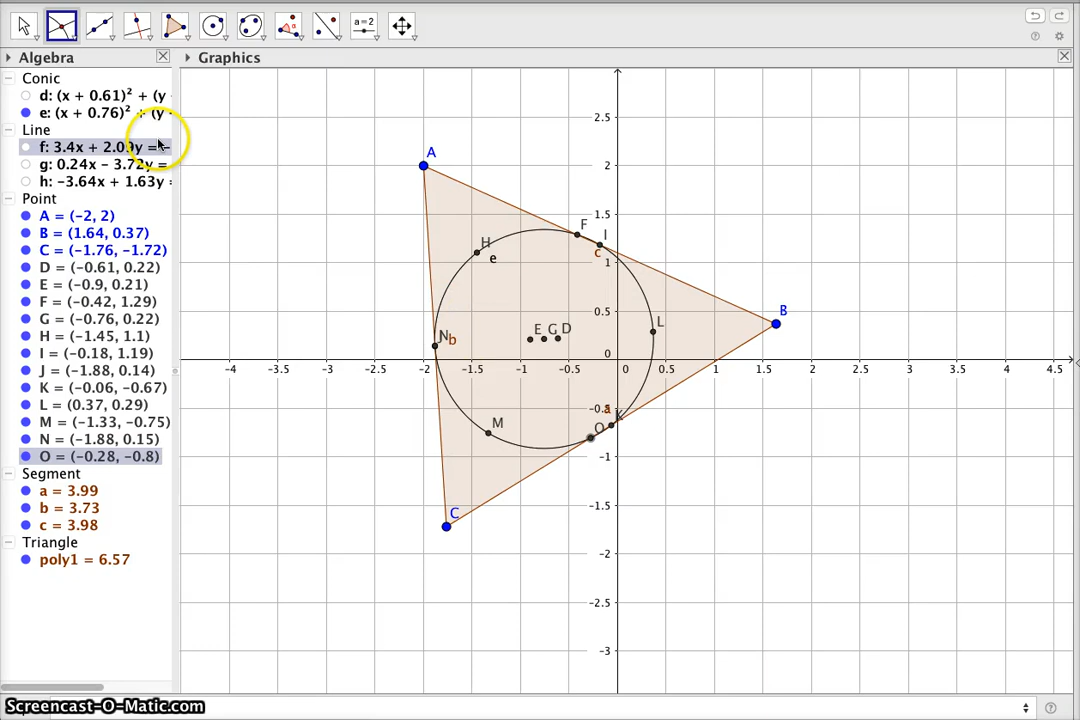 a=2
Algebra
Graphics
Conic
d: (x + 0.61)² + (y
e: (x + 0.76)² + (y
Line
f: 3.4x + 2.09y =
g: 0.24x – 3.72y =
h: –3.64x + 1.63y
Point
A = (-2, 2)
B = (1.64, 0.37)
C = (-1.76, -1.72)
D = (-0.61, 0.22)
E = (-0.9, 0.21)
F = (-0.42, 1.29)
G = (-0.76, 0.22)
H = (-1.45, 1.1)
I = (-0.18, 1.19)
J = (-1.88, 0.14)
K = (-0.06, -0.67)
L = (0.37, 0.29)
M = (-1.33, -0.75)
N = (-1.88, 0.15)
O = (-0.28, -0.8)
Segment
a = 3.99
b = 3.73
c = 3.98
Triangle
poly1 = 6.57
2.5
A
2
F
I
1.5
H
c
e
1
B
0.5
L
N b
E G D
0
-4 -3.5 -3 -2.5 -2 -1.5 -1 -0.5 0 0.5 1 1.5 2 2.5 3 3.5 4 4.5
-0.5
a
K
M
O
-1
C
-1.5
-2
-2.5
-3
Screencast-O-Matic.com